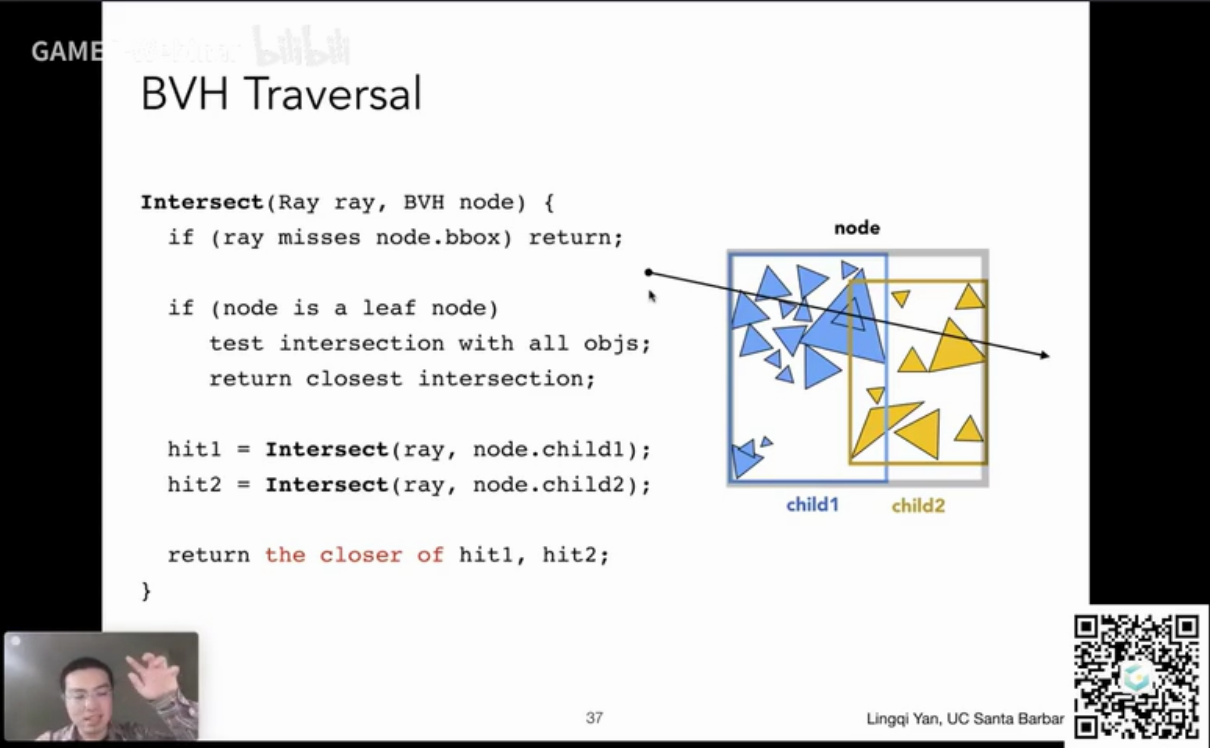 GAME
bilibili
BVH Traversal
Intersect(Ray ray, BVH node) {
if (ray misses node.bbox) return;
if (node is a leaf node)
test intersection with all objs;
return closest intersection;
hit1 = Intersect(ray, node.child1);
hit2 = Intersect(ray, node.child2);
return the closer of hit1, hit2;
}
node
child1
child2
37
Lingqi Yan, UC Santa Barbar